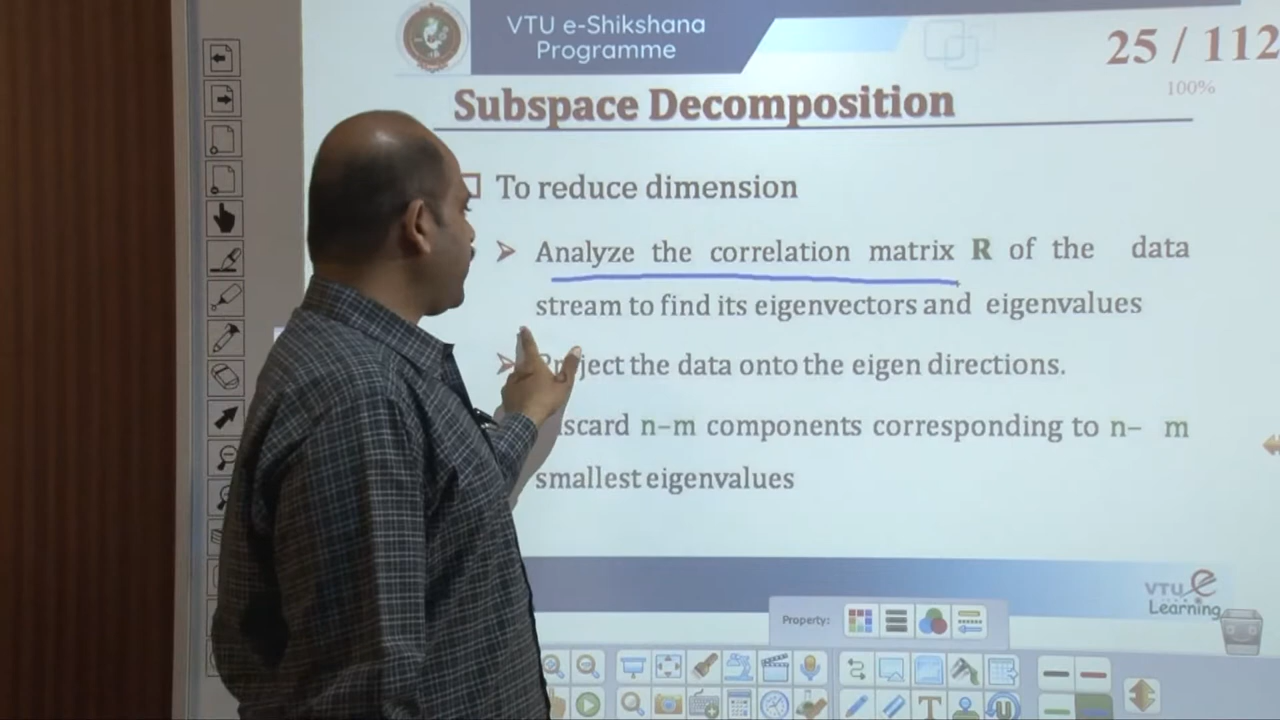 VTU e-Shikshana
Programme
25 / 112
100%
Subspace Decomposition
To reduce dimension
Analyze the correlation matrix R of the data
stream to find its eigenvectors and eigenvalues
Project the data onto the eigen directions.
iscard n–m components corresponding to n– m
smallest eigenvalues
VTU e
Learning
Property:
T